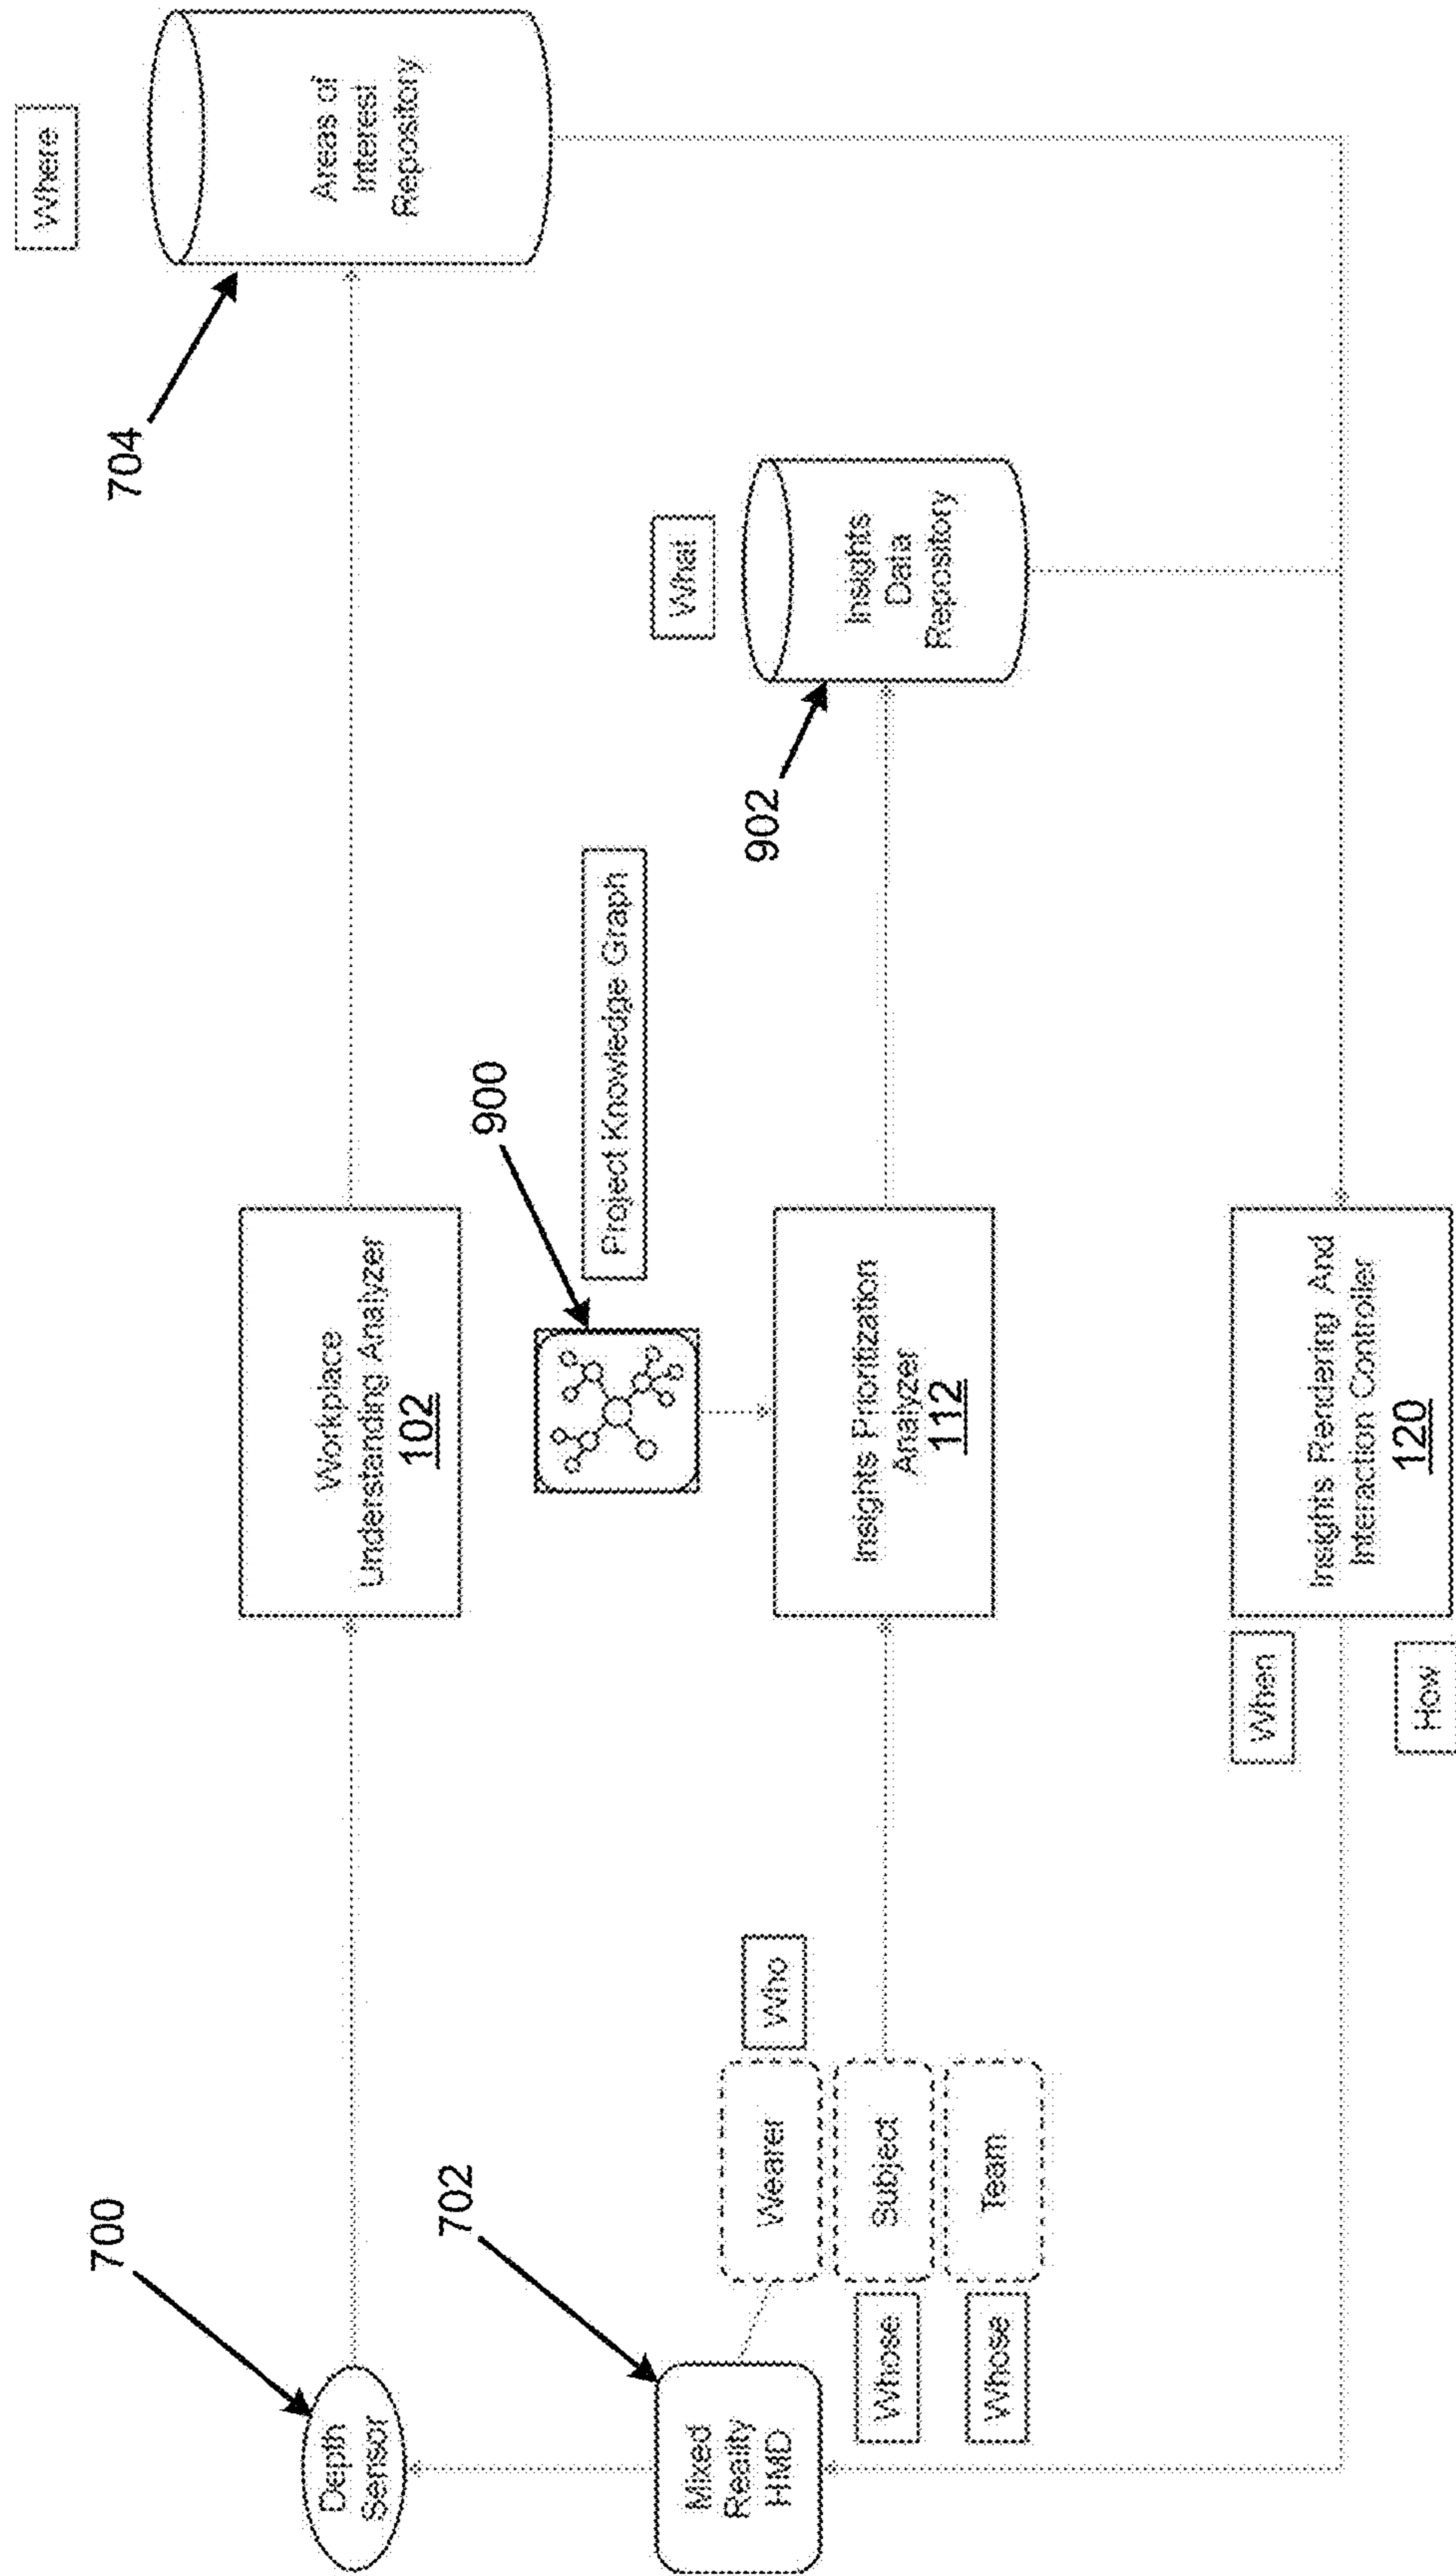 700
Depth
Sensor
Workplace
Understanding Analyzer
102
704
Where
Areas of
Interest
Repository
702
Mixed
Reality
HMD
900
Project Knowledge Graph
Who
Wearer
Whose
Subject
Whose
Team
Insights Prioritization
Analyzer
112
902
What
Insights
Data
Repository
When
How
Insights Rendering And
Interaction Controller
120